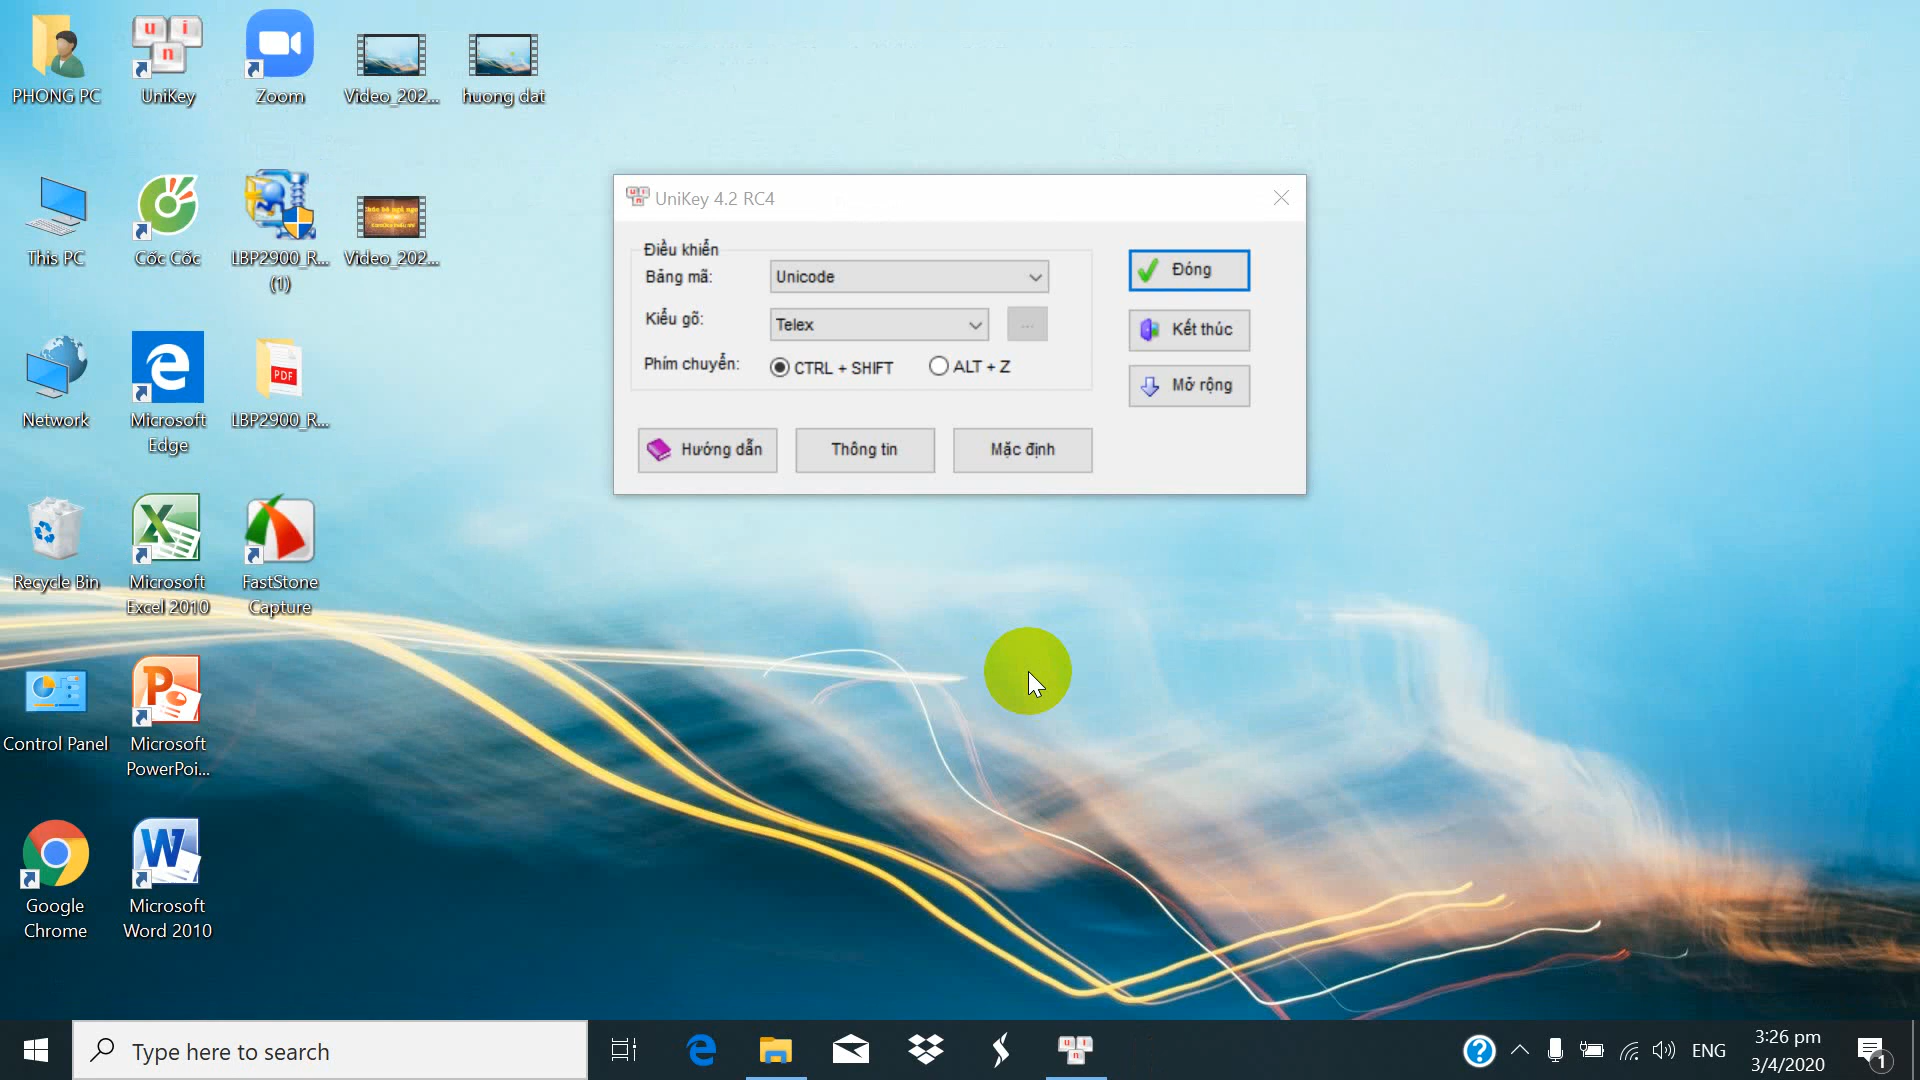 PHONG PC
UniKey
Zoom
Video_202...
huong dat
This PC
Cốc Cốc
LBP2900_R...
(1)
Video_202...
Network
Microsoft
Edge
PDF
LBP2900_R...
Recycle Bin
Microsoft
Excel 2010
FastStone
Capture
Control Panel
Microsoft
PowerPoi...
Google
Chrome
Microsoft
Word 2010
UniKey 4.2 RC4
Điều khiển
Bảng mã:
Unicode
Kiểu gõ:
Telex
...
Phím chuyển:
CTRL + SHIFT
ALT + Z
Đóng
Kết thúc
Mở rộng
Hướng dẫn
Thông tin
Mặc định
Type here to search
ENG
3:26 pm
3/4/2020
1